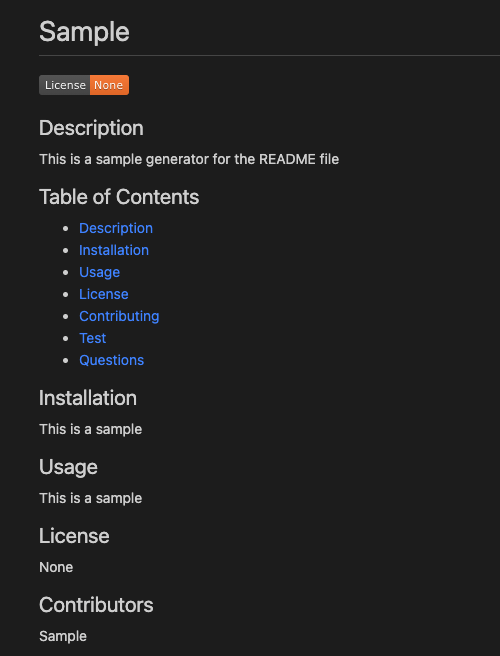 Sample
License None
Description
This is a sample generator for the README file
Table of Contents
Description
Installation
Usage
License
Contributing
Test
Questions
Installation
This is a sample
Usage
This is a sample
License
None
Contributors
Sample